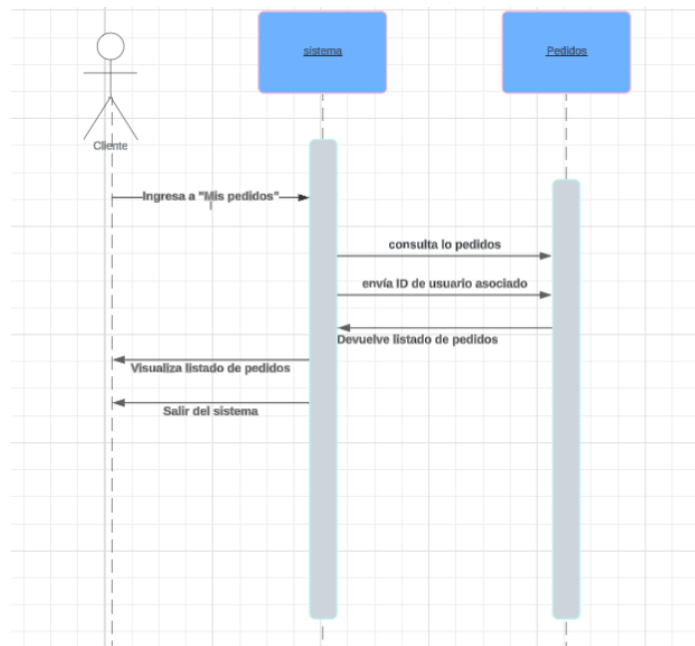 sistema
Pedidos
Cliente
Ingresa a "Mis pedidos"
consulta lo pedidos
envía ID de usuario asociado
Devuelve listado de pedidos
Visualiza listado de pedidos
Salir del sistema